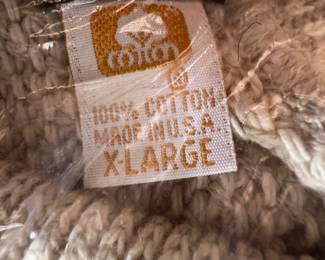 cotton
®
100% COTTON
MADE IN U.S.A.
X-LARGE